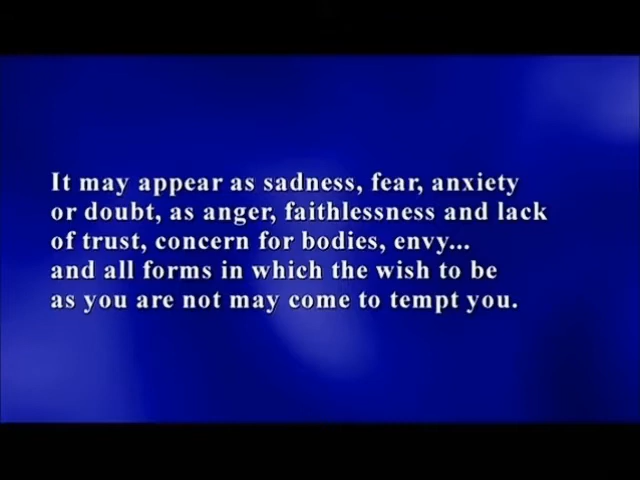 It may appear as sadness, fear, anxiety
or doubt, as anger, faithlessness and lack
of trust, concern for bodies, envy...
and all forms in which the wish to be
as you are not may come to tempt you.